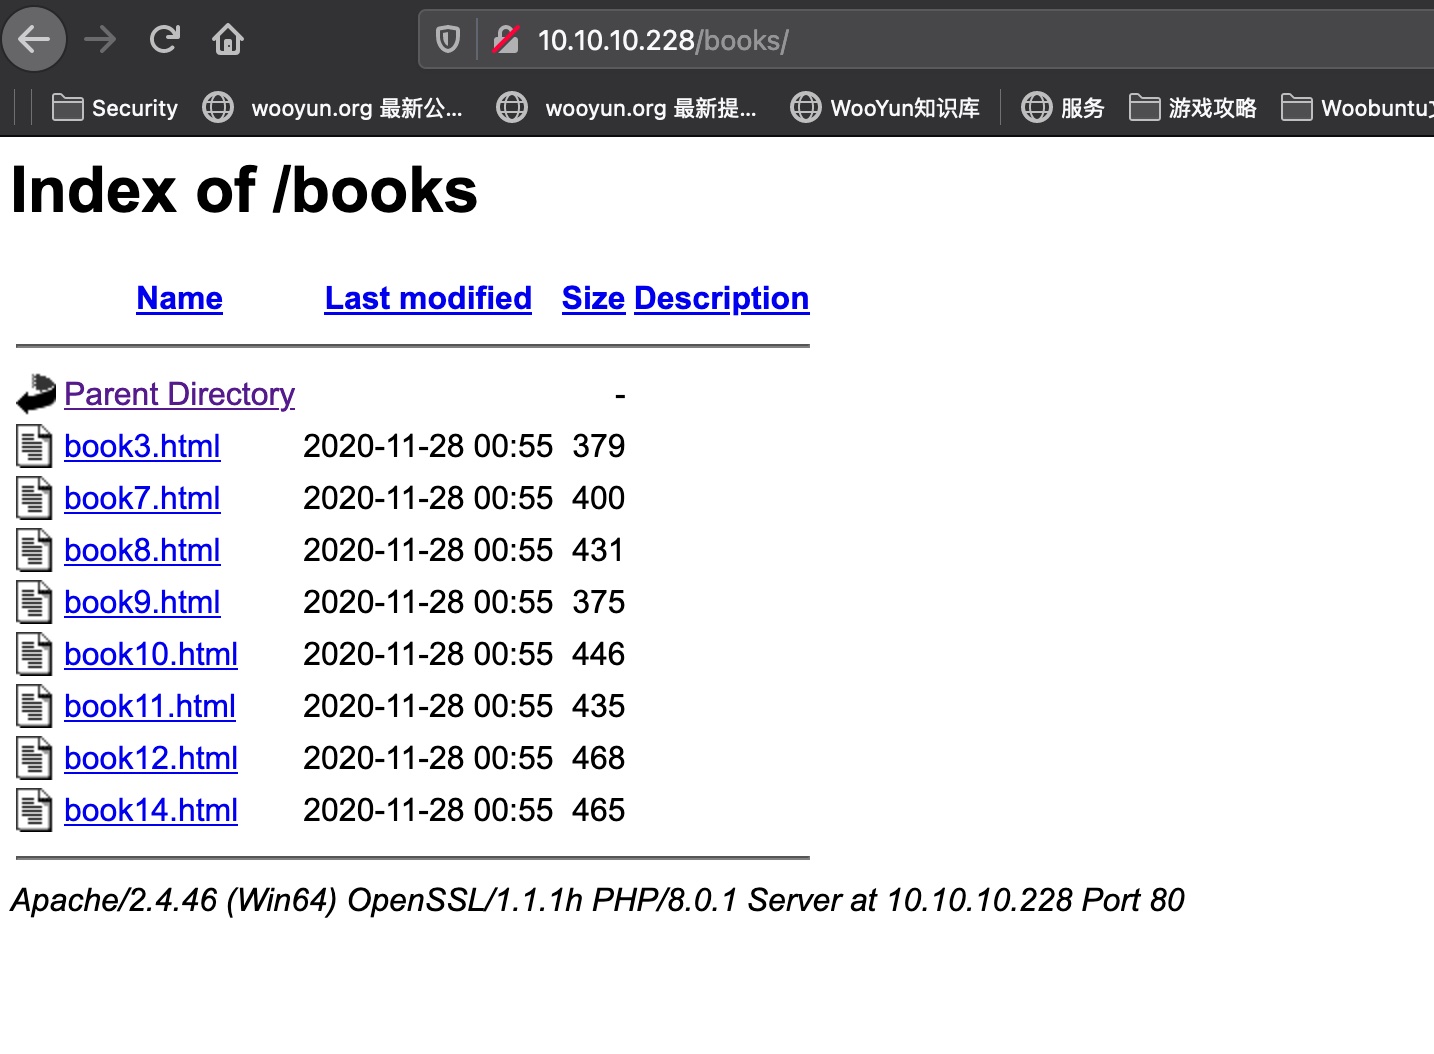 10.10.10.228/books/
Security wooyun.org 最新公... wooyun.org 最新提... WooYun知识库 服务 游戏攻略 Woobuntu
Index of /books
Name Last modified Size Description
Parent Directory -
book3.html 2020-11-28 00:55 379
book7.html 2020-11-28 00:55 400
book8.html 2020-11-28 00:55 431
book9.html 2020-11-28 00:55 375
book10.html 2020-11-28 00:55 446
book11.html 2020-11-28 00:55 435
book12.html 2020-11-28 00:55 468
book14.html 2020-11-28 00:55 465
Apache/2.4.46 (Win64) OpenSSL/1.1.1h PHP/8.0.1 Server at 10.10.10.228 Port 80